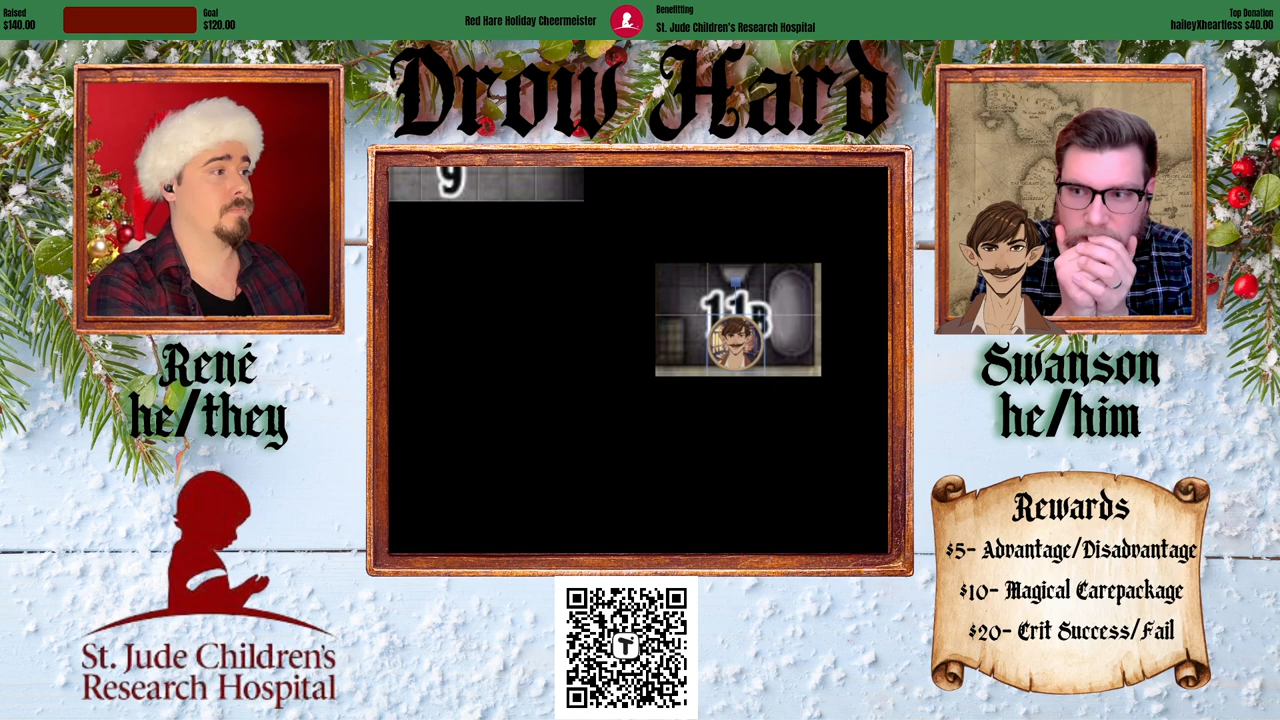 Raised
$140.00
Goal
$120.00
Red Hare Holiday Cheermeister
Benefitting
St. Jude Children's Research Hospital
Top Donation
haileyXheartless $40.00
Drow Hard
9
11B
René
he/they
Swanson
he/him
St. Jude Children's
Research Hospital
T
Rewards
$5- Advantage/Disadvantage
$10- Magical Carepackage
$20- Crit Success/Fail